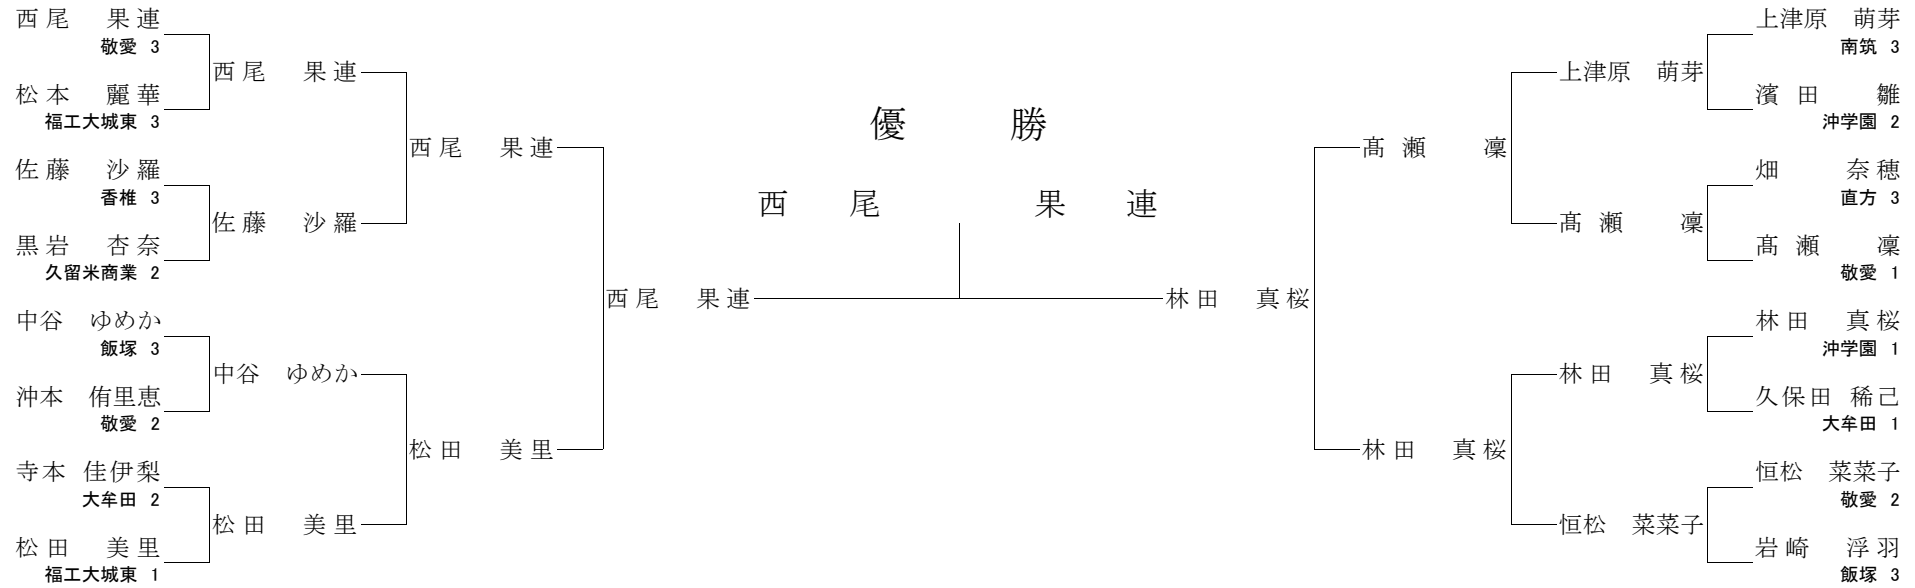 西尾 果連
敬愛 3
松本 麗華
福工大城東 3
佐藤 沙羅
香椎 3
黒岩 杏奈
久留米商業 2
中谷 ゆめか
飯塚 3
沖本 侑里恵
敬愛 2
寺本 佳伊梨
大牟田 2
松田 美里
福工大城東 1
西尾 果連
佐藤 沙羅
中谷 ゆめか
松田 美里
西尾 果連
松田 美里
西尾 果連
優勝
西尾 果連
林田 真桜
髙瀬 凜
林田 真桜
上津原 萌芽
髙瀬 凜
林田 真桜
恒松 菜菜子
上津原 萌芽
南筑 3
濱田 雛
沖学園 2
畑 奈穂
直方 3
髙瀬 凜
敬愛 1
林田 真桜
沖学園 1
久保田 稀己
大牟田 1
恒松 菜菜子
敬愛 2
岩崎 浮羽
飯塚 3